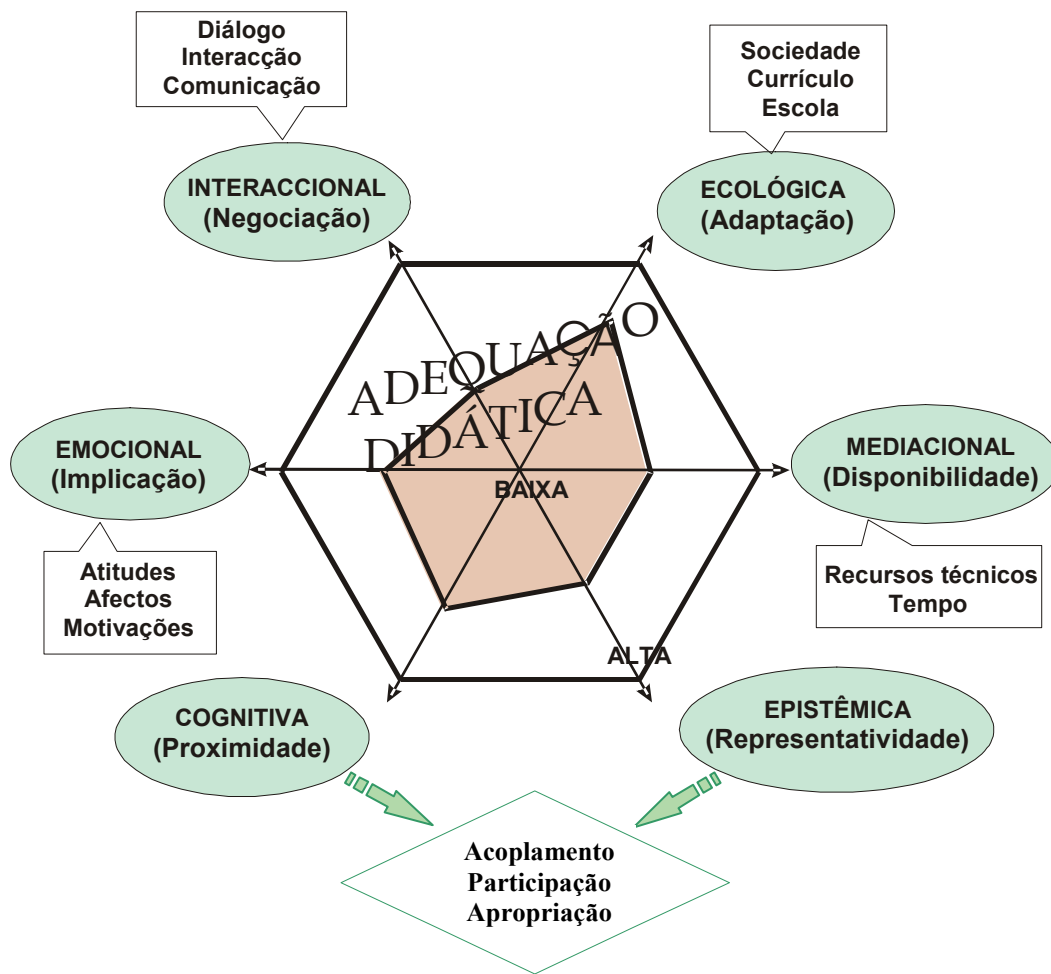 Diálogo
Interacção
Comunicação
Sociedade
Currículo
Escola
INTERACCIONAL
(Negociação)
ECOLÓGICA
(Adaptação)
ADEQUAÇÃO
DIDÁTICA
EMOCIONAL
(Implicação)
BAIXA
MEDIACIONAL
(Disponibilidade)
Atitudes
Afectos
Motivações
Recursos técnicos
Tempo
ALTA
COGNITIVA
(Proximidade)
EPISTÊMICA
(Representatividade)
Acoplamento
Participação
Apropriação